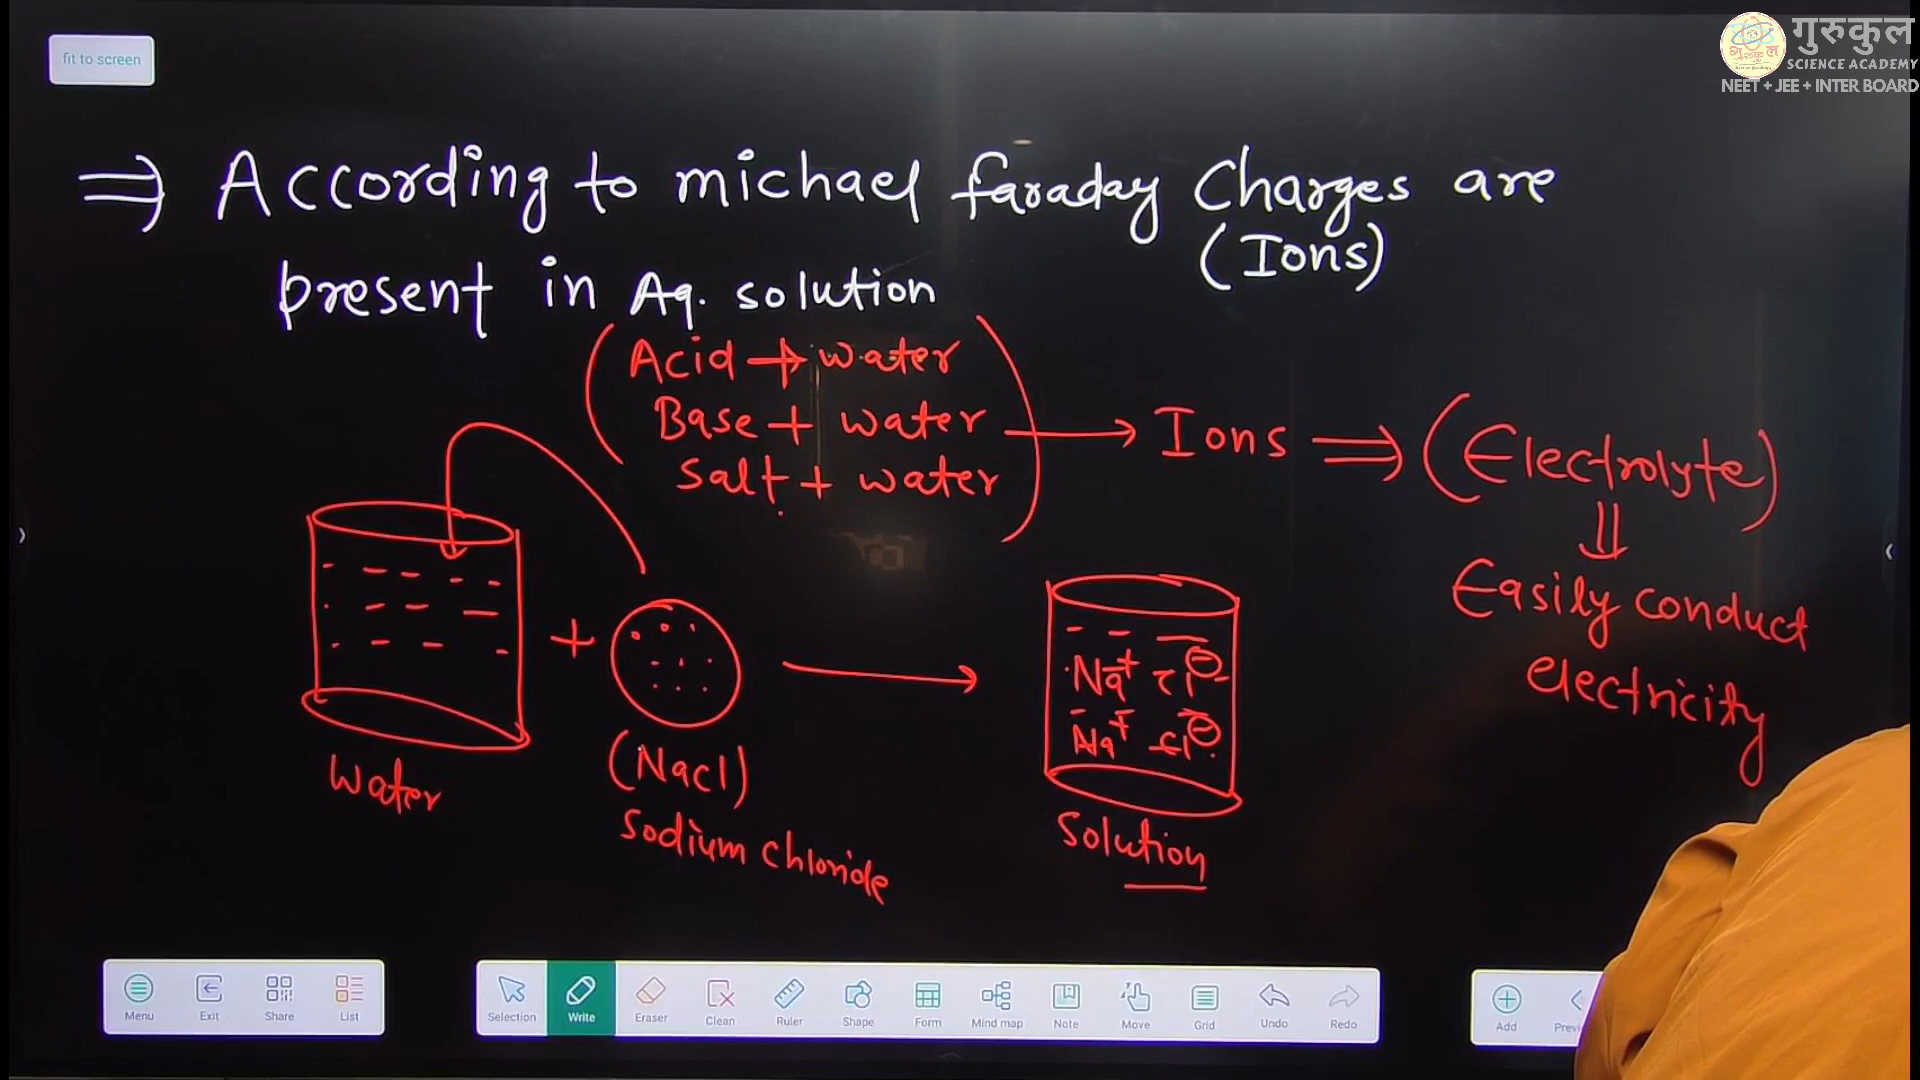 fit to screen
गुरुकुल
SCIENCE ACADEMY
NEET + JEE + INTER BOARD
⇒ According to michael faraday Charges are
(Ions)
present in Aq. solution
(Acid + water
Base + water
Salt + water) → Ions ⇒ (Electrolyte)
⇓
Easily conduct
electricity
+
→
Na⁺ Cl⊖
Na⁺ Cl⊖
Water
(Nacl)
Sodium chloride
Solution
Menu Exit Share List
Selection Write Eraser Clean Ruler Shape Form Mind map Note Move Grid Undo Redo
Add